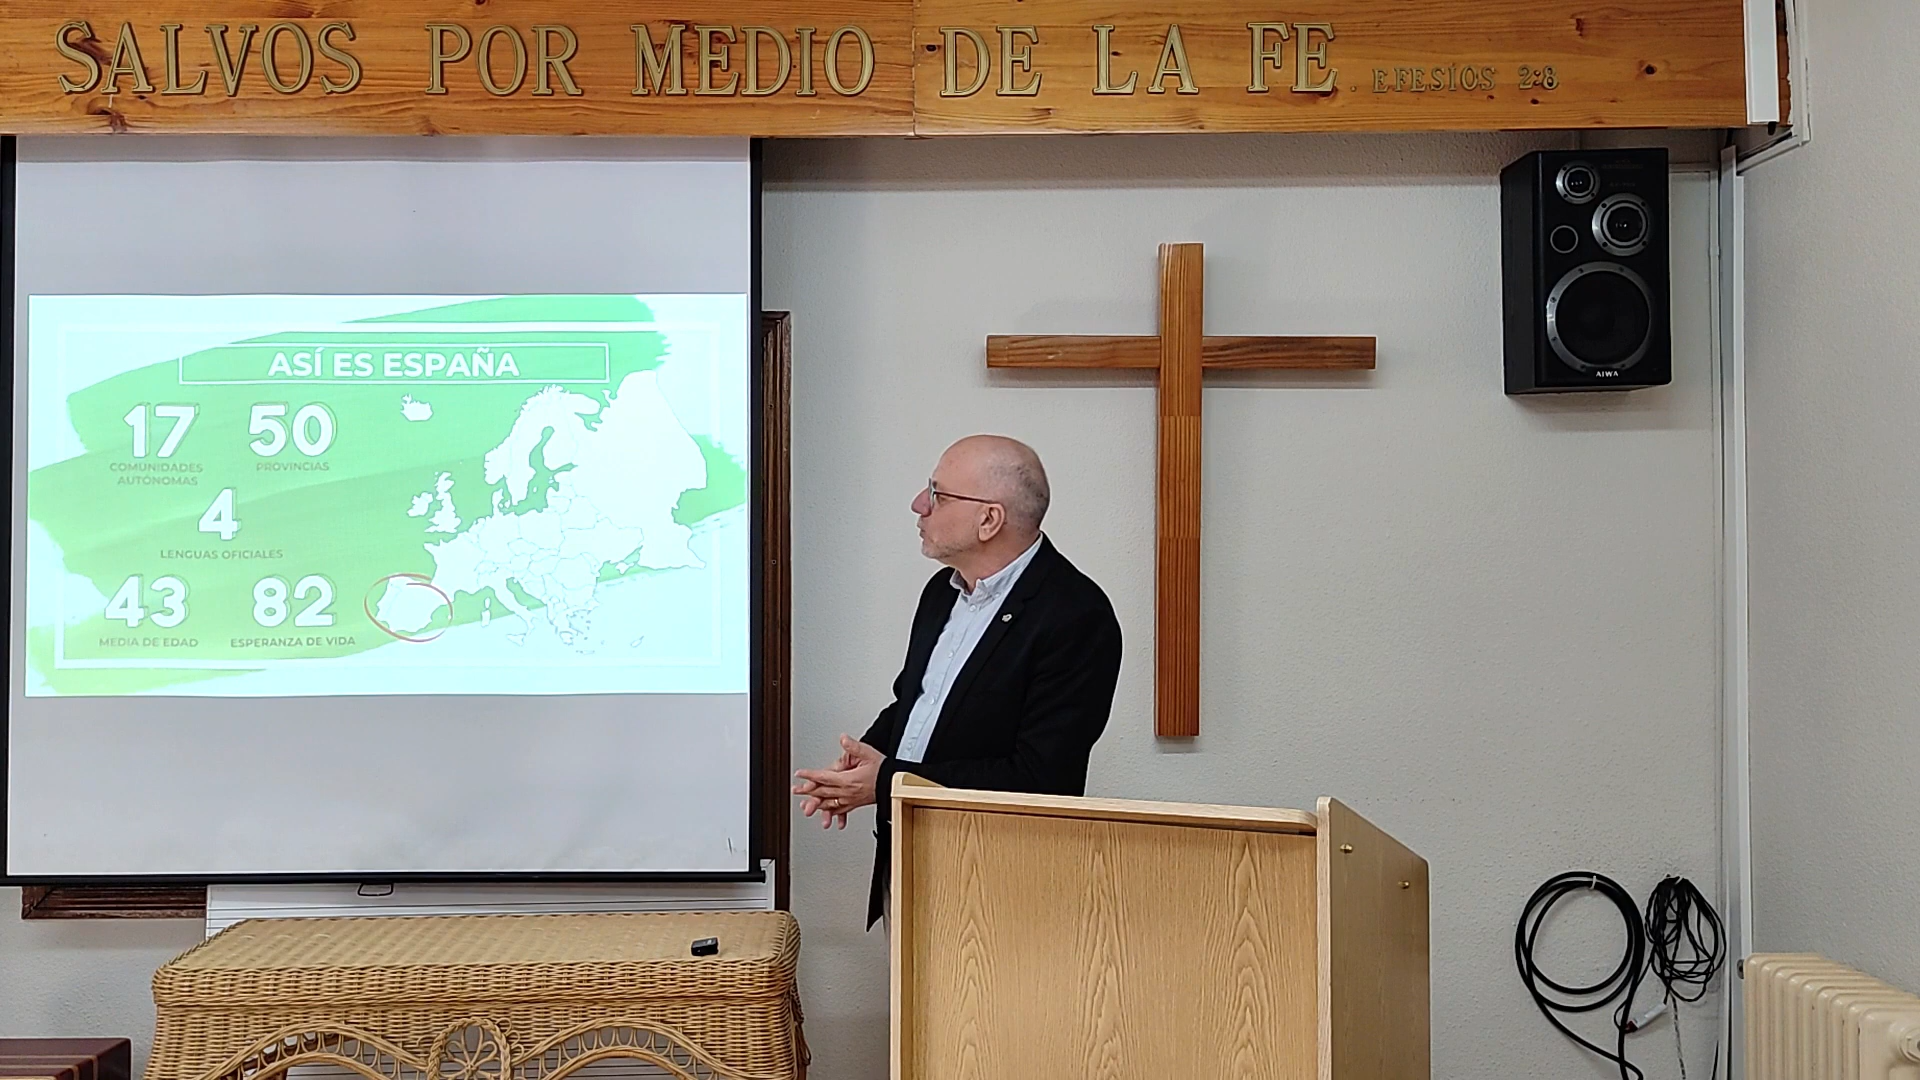 SALVOS POR MEDIO DE LA FE. EFESIOS 2:8
ASÍ ES ESPAÑA
17
COMUNIDADES
AUTÓNOMAS
50
PROVINCIAS
4
LENGUAS OFICIALES
43
MEDIA DE EDAD
82
ESPERANZA DE VIDA
AIWA